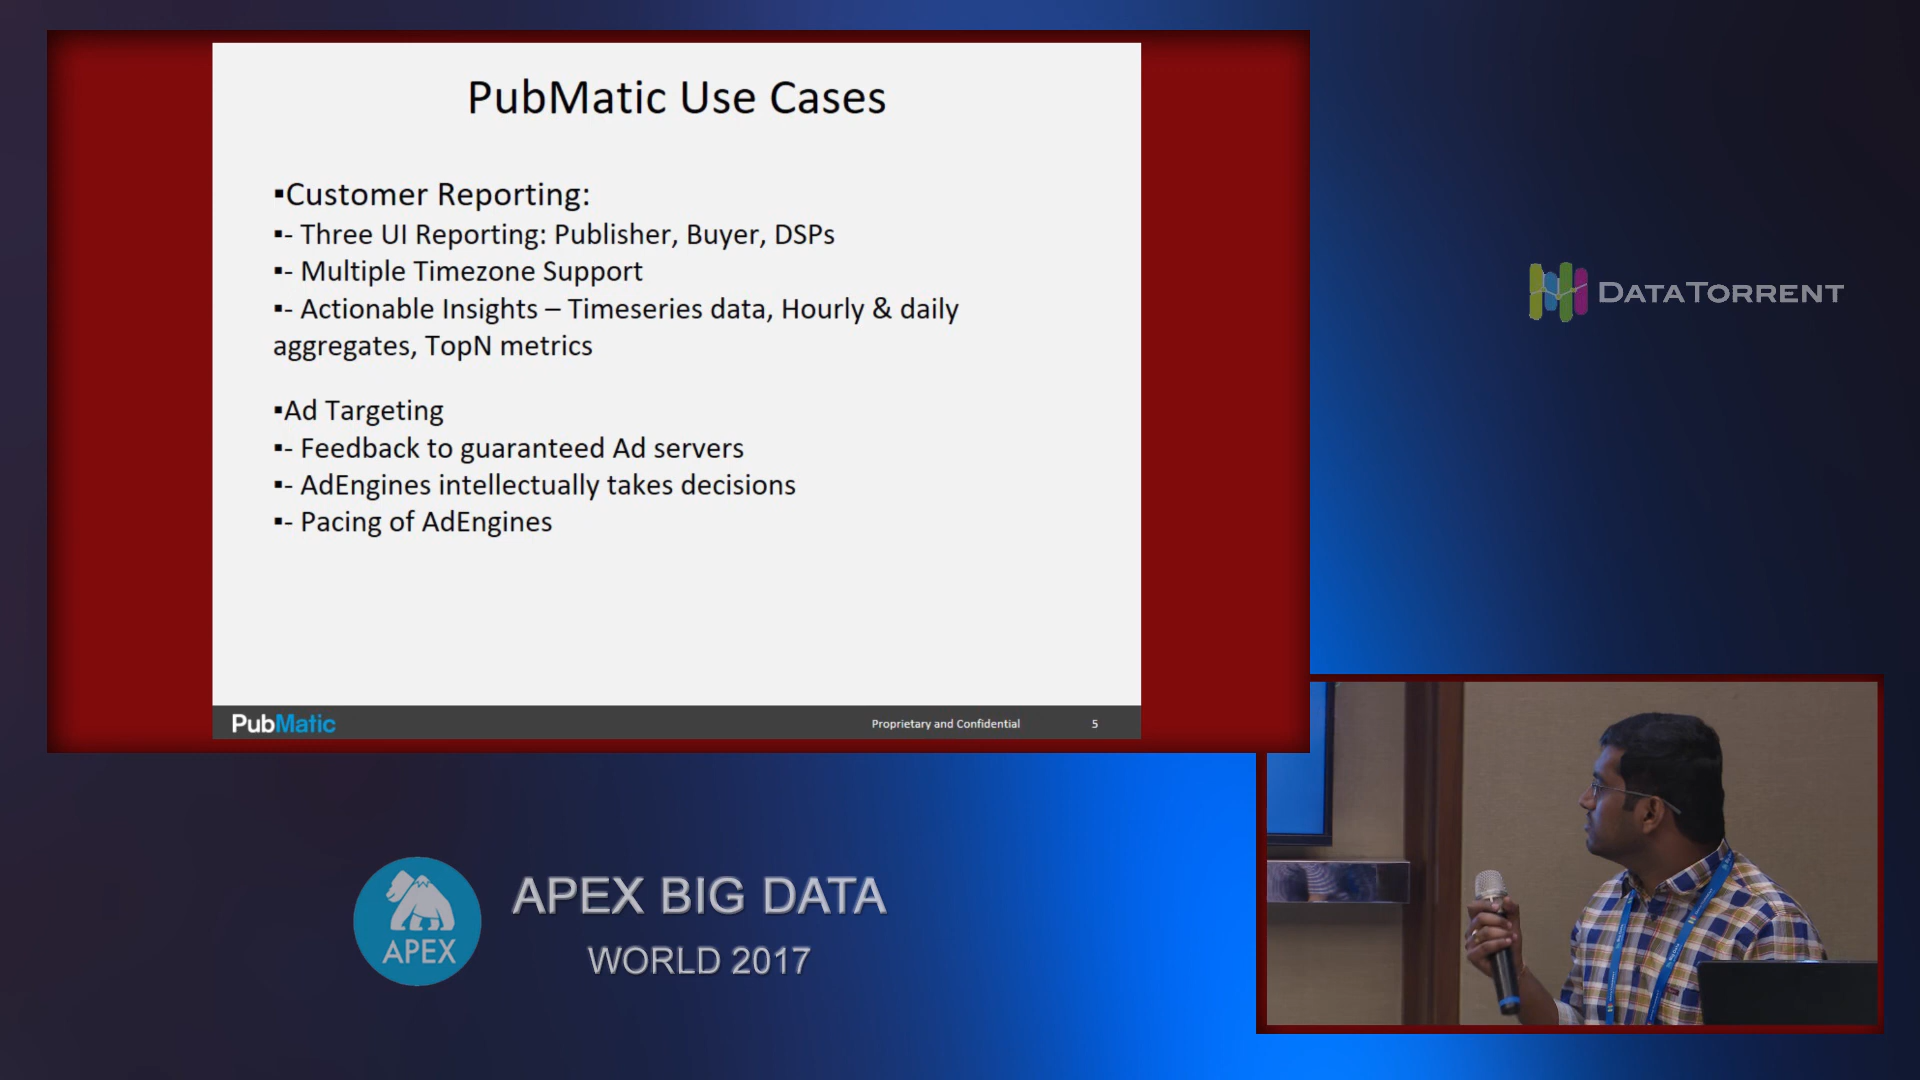 PubMatic Use Cases
▪Customer Reporting:
▪- Three UI Reporting: Publisher, Buyer, DSPs
▪- Multiple Timezone Support
▪- Actionable Insights – Timeseries data, Hourly & daily
aggregates, TopN metrics
▪Ad Targeting
▪- Feedback to guaranteed Ad servers
▪- AdEngines intellectually takes decisions
▪- Pacing of AdEngines
PubMatic
Proprietary and Confidential
5
DATATORRENT
APEX
APEX BIG DATA
WORLD 2017